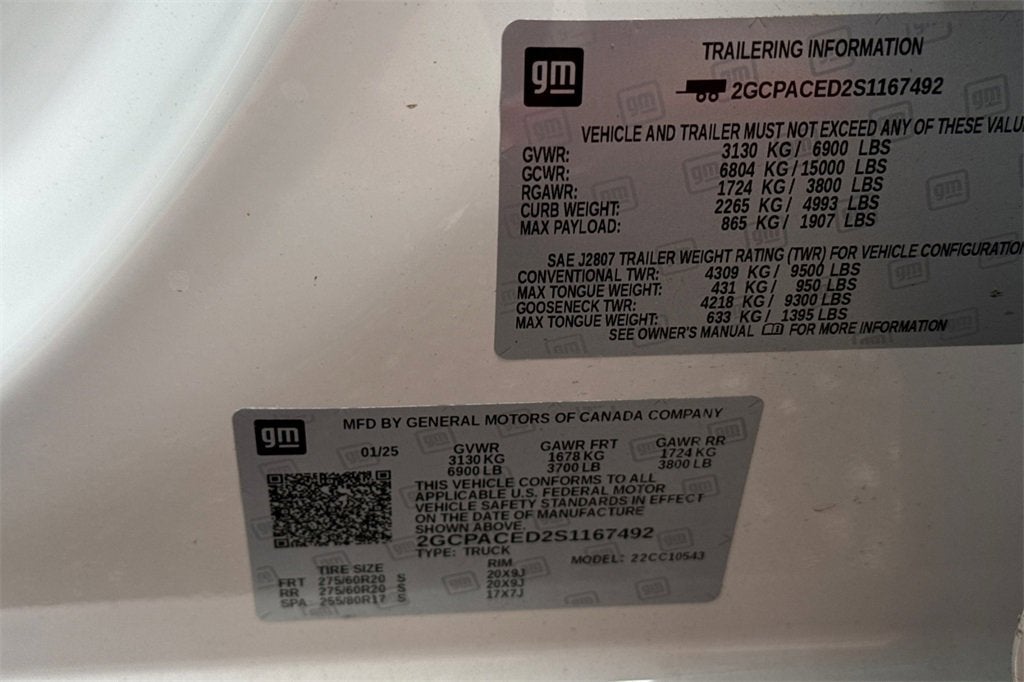 gm
TRAILERING INFORMATION
2GCPACED2S1167492
VEHICLE AND TRAILER MUST NOT EXCEED ANY OF THESE VALU
GVWR: 3130 KG / 6900 LBS
GCWR: 6804 KG / 15000 LBS
RGAWR: 1724 KG / 3800 LBS
CURB WEIGHT: 2265 KG / 4993 LBS
MAX PAYLOAD: 865 KG / 1907 LBS
SAE J2807 TRAILER WEIGHT RATING (TWR) FOR VEHICLE CONFIGURATION
CONVENTIONAL TWR: 4309 KG / 9500 LBS
MAX TONGUE WEIGHT: 431 KG / 950 LBS
GOOSENECK TWR: 4218 KG / 9300 LBS
MAX TONGUE WEIGHT: 633 KG / 1395 LBS
SEE OWNER'S MANUAL FOR MORE INFORMATION
gm
MFD BY GENERAL MOTORS OF CANADA COMPANY
01/25 GVWR GAWR FRT GAWR RR
3130 KG 1678 KG 1724 KG
6900 LB 3700 LB 3800 LB
THIS VEHICLE CONFORMS TO ALL
APPLICABLE U.S. FEDERAL MOTOR
VEHICLE SAFETY STANDARDS IN EFFECT
ON THE DATE OF MANUFACTURE
SHOWN ABOVE.
2GCPACED2S1167492
TYPE: TRUCK MODEL: 22CC10543
TIRE SIZE RIM
FRT 275/60R20 S 20X9J
RR 275/60R20 S 20X9J
SPA 255/80R17 S 17X7J